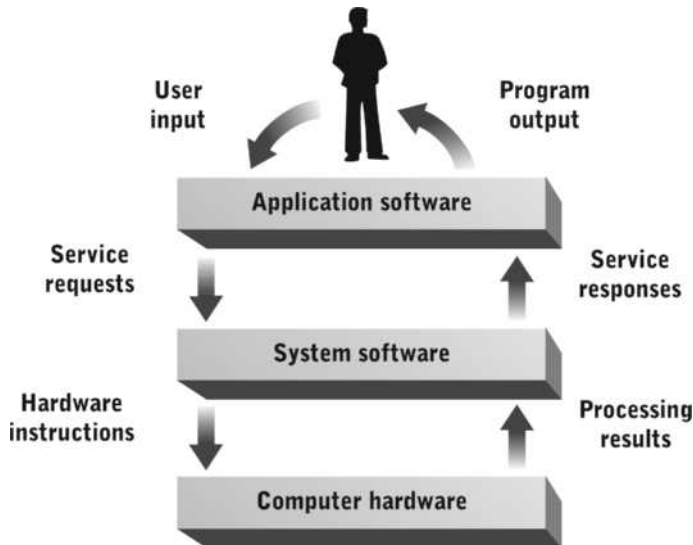 User
input
Program
output
Application software
Service
requests
Service
responses
System software
Hardware
instructions
Processing
results
Computer hardware